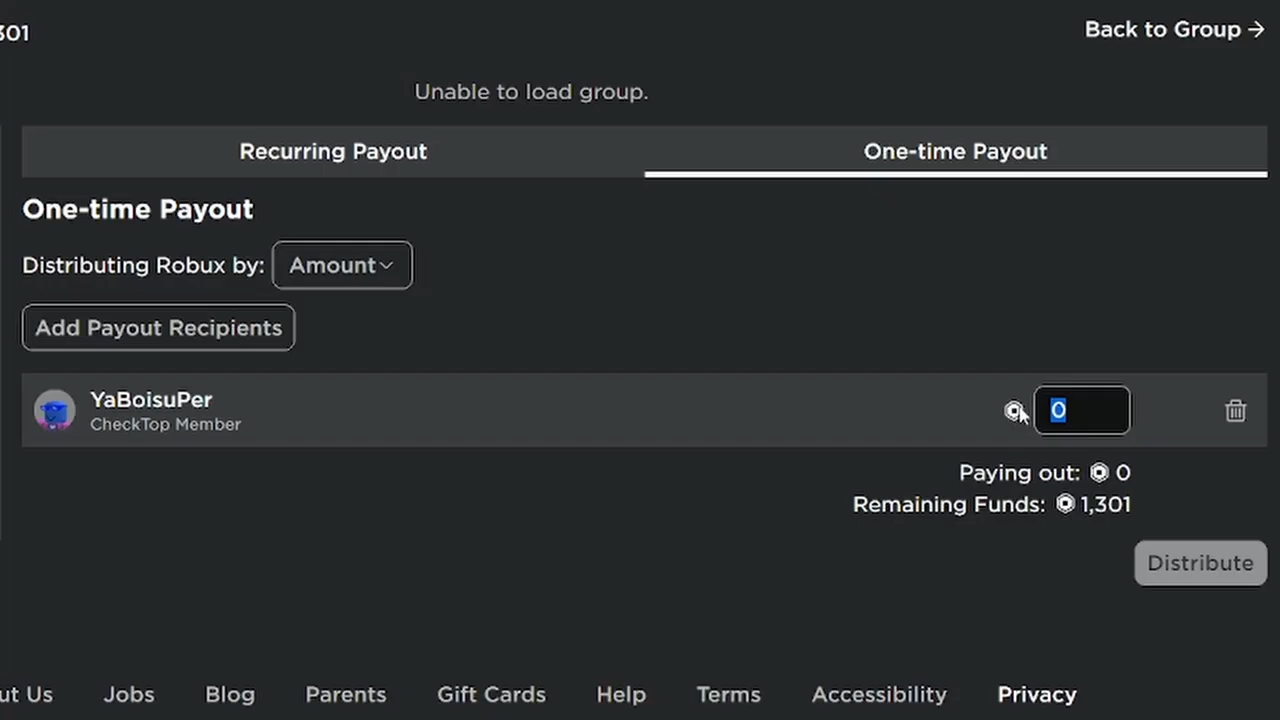 301
Back to Group →
Unable to load group.
Recurring Payout
One-time Payout
One-time Payout
Distributing Robux by: Amount
Add Payout Recipients
YaBoisuPer
CheckTop Member
0
Paying out: 0
Remaining Funds: 1,301
Distribute
ut Us Jobs Blog Parents Gift Cards Help Terms Accessibility Privacy